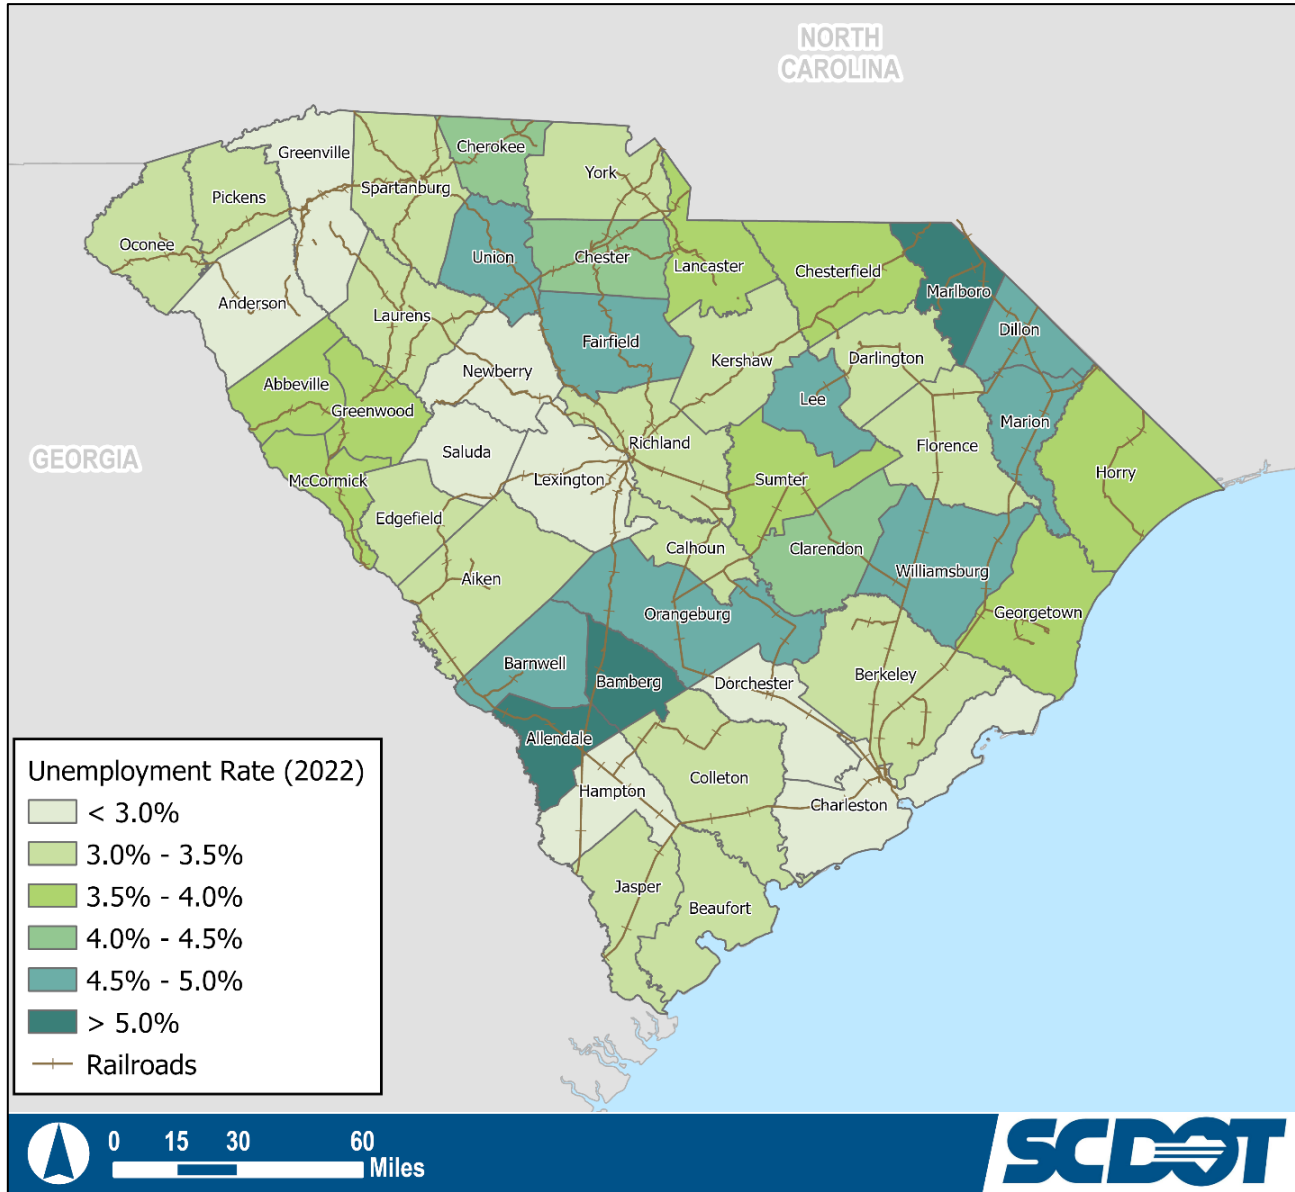 NORTH
CAROLINA
GEORGIA
Greenville
Cherokee
York
Spartanburg
Pickens
Oconee
Union
Chester
Lancaster
Chesterfield
Marlboro
Anderson
Laurens
Fairfield
Dillon
Kershaw
Darlington
Newberry
Abbeville
Greenwood
Lee
Marion
Richland
Florence
Saluda
Lexington
Sumter
Horry
McCormick
Edgefield
Calhoun
Clarendon
Aiken
Williamsburg
Orangeburg
Georgetown
Barnwell
Bamberg
Dorchester
Berkeley
Allendale
Hampton
Colleton
Charleston
Jasper
Beaufort
Unemployment Rate (2022)
< 3.0%
3.0% - 3.5%
3.5% - 4.0%
4.0% - 4.5%
4.5% - 5.0%
> 5.0%
Railroads
0 15 30 60
Miles
SCDOT